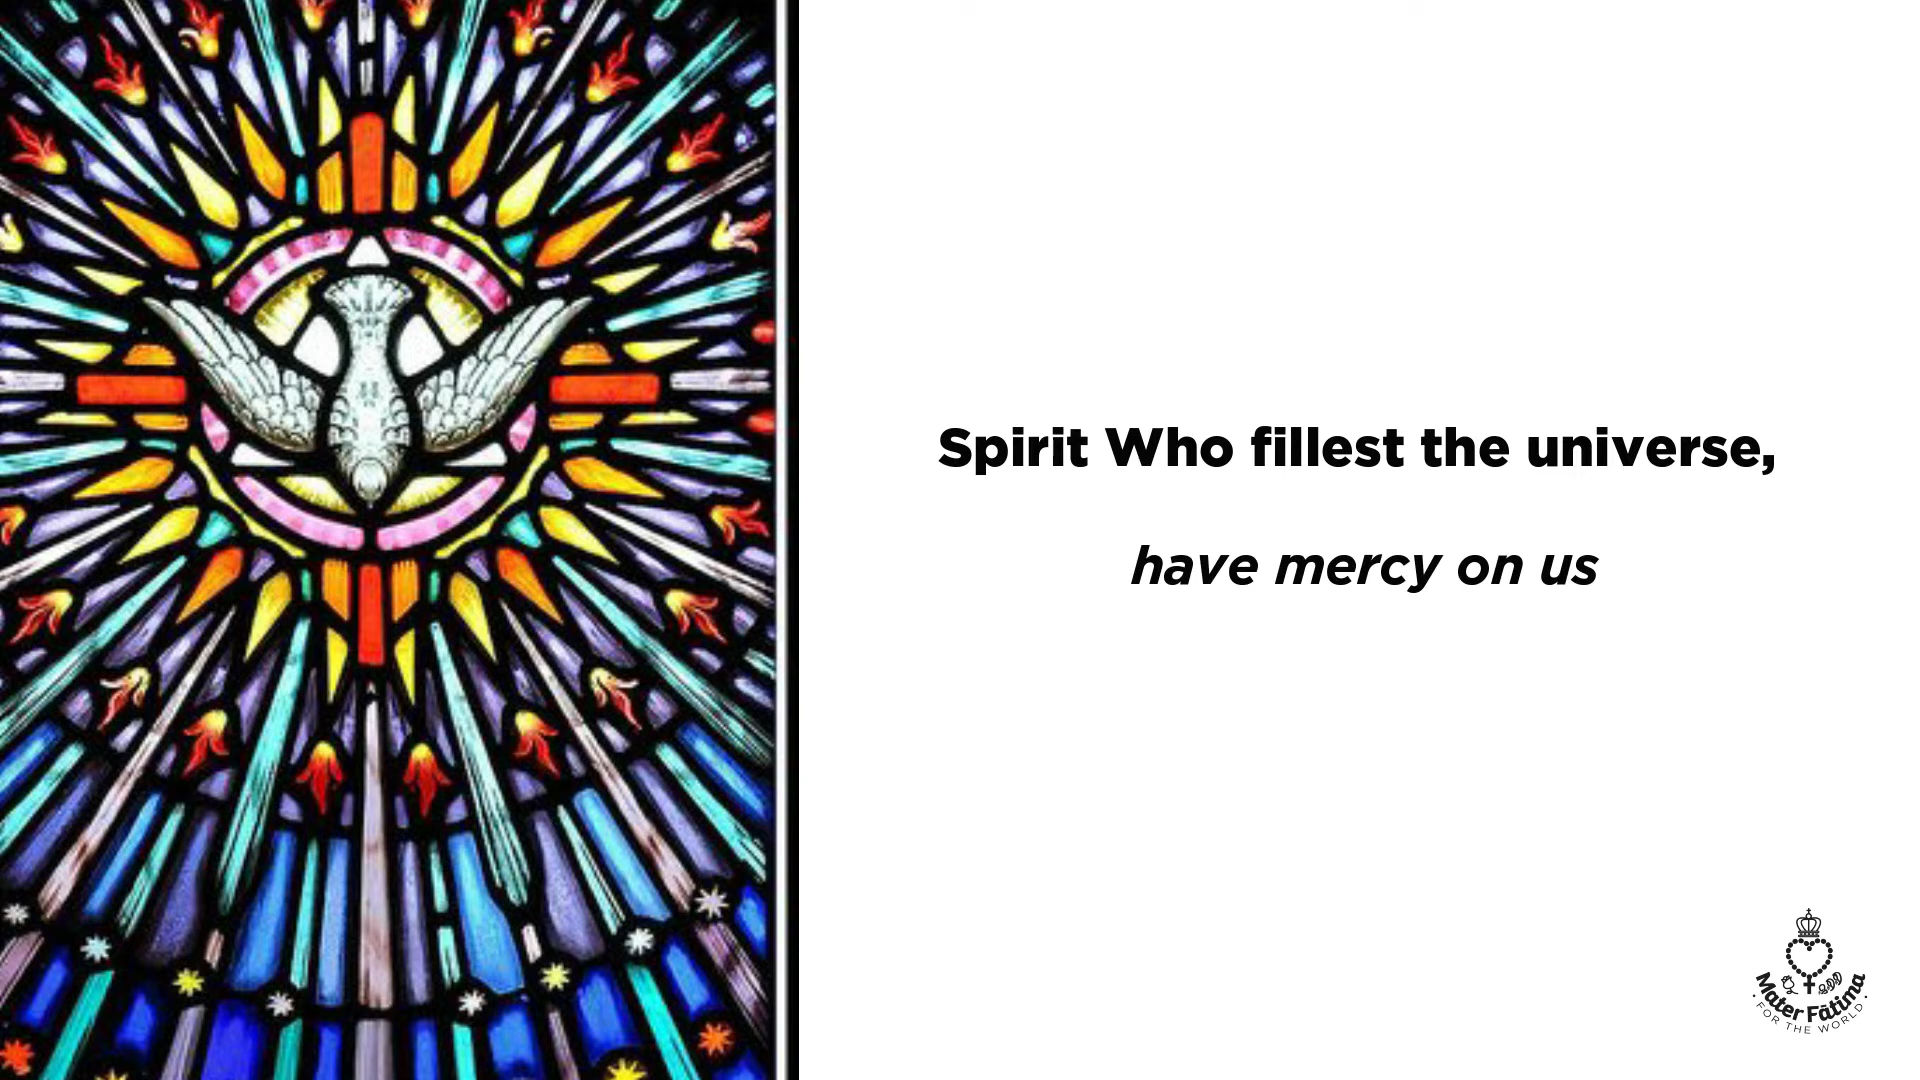 Spirit Who fillest the universe,
have mercy on us
Mater Fátima
· FOR THE WORLD ·